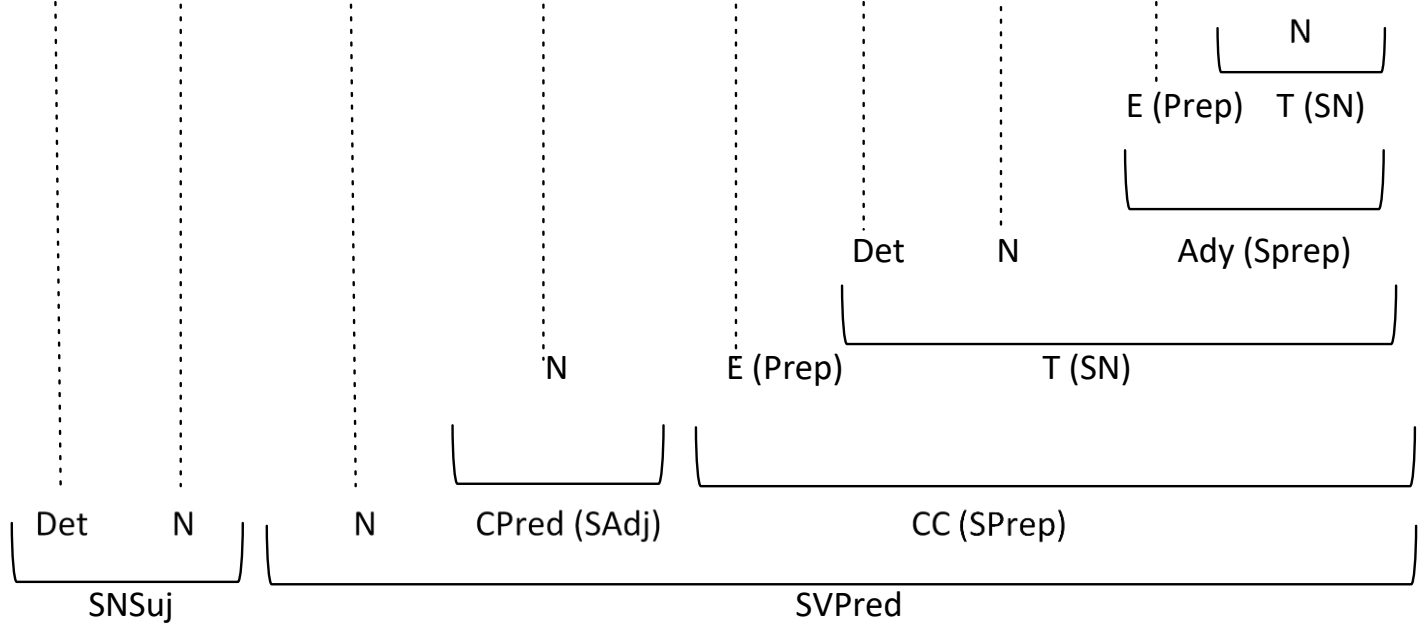 N
E (Prep) T (SN)
Det N Ady (Sprep)
N E (Prep) T (SN)
Det N N CPred (SAdj) CC (SPrep)
SNSuj SVPred